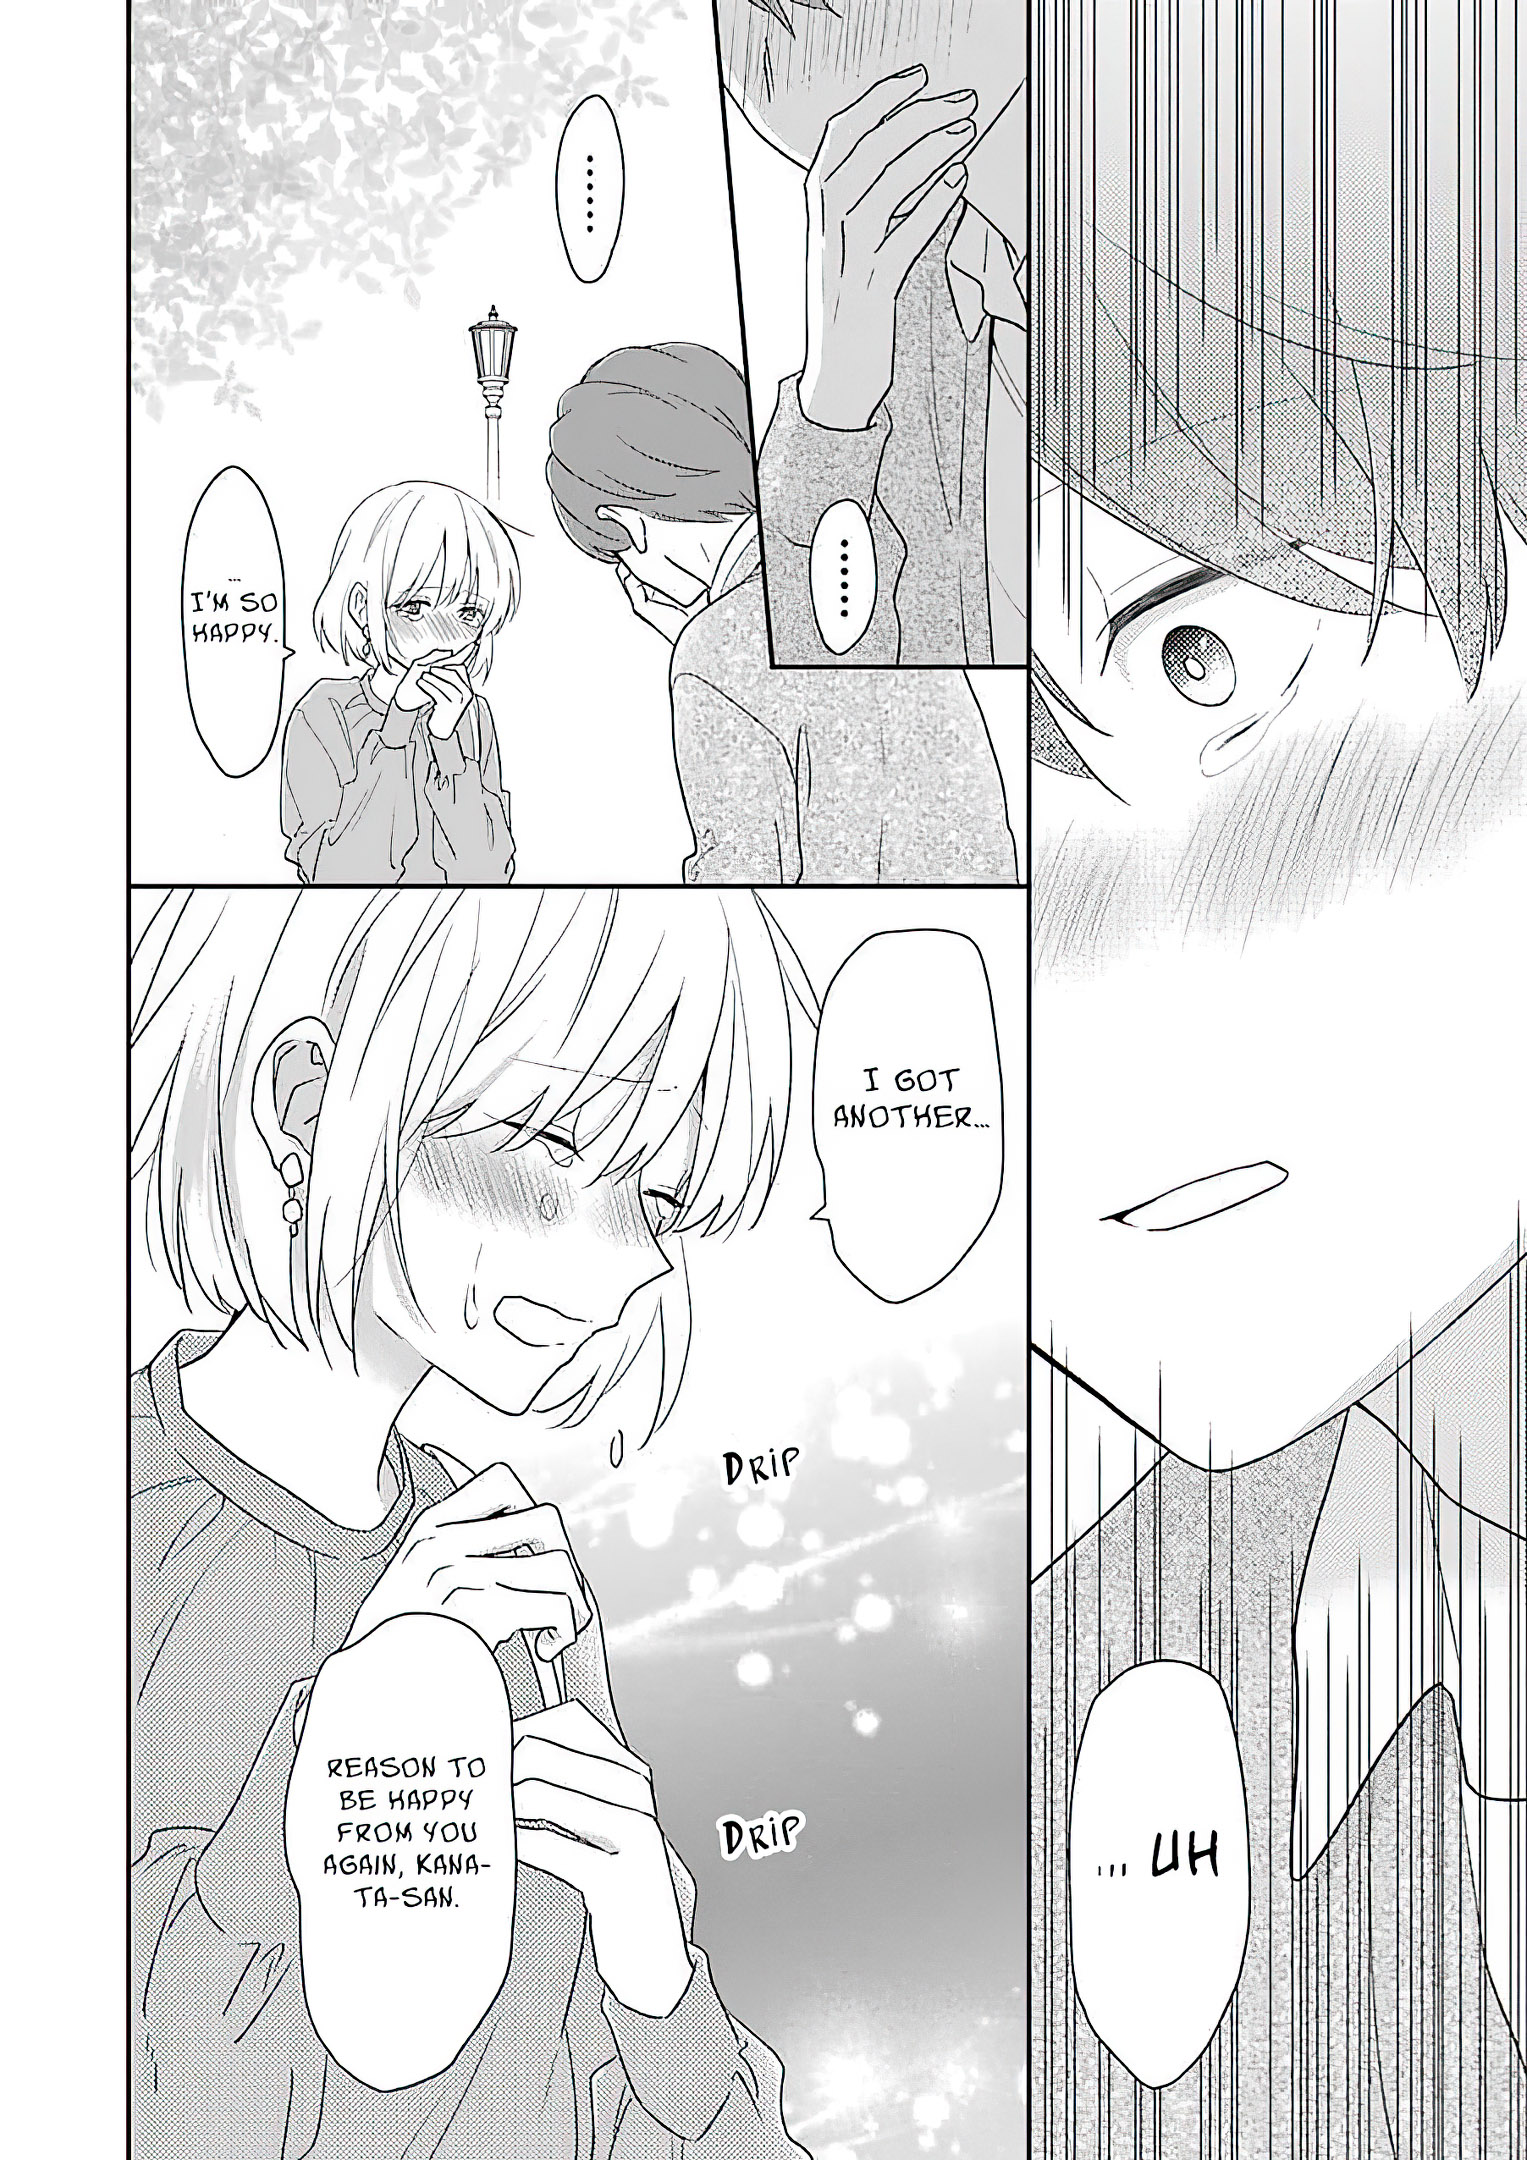 ... UH
......
......
...
I'M SO
HAPPY.
I GOT
ANOTHER...
DRIP
DRIP
REASON TO
BE HAPPY
FROM YOU
AGAIN, KANA-
TA-SAN.